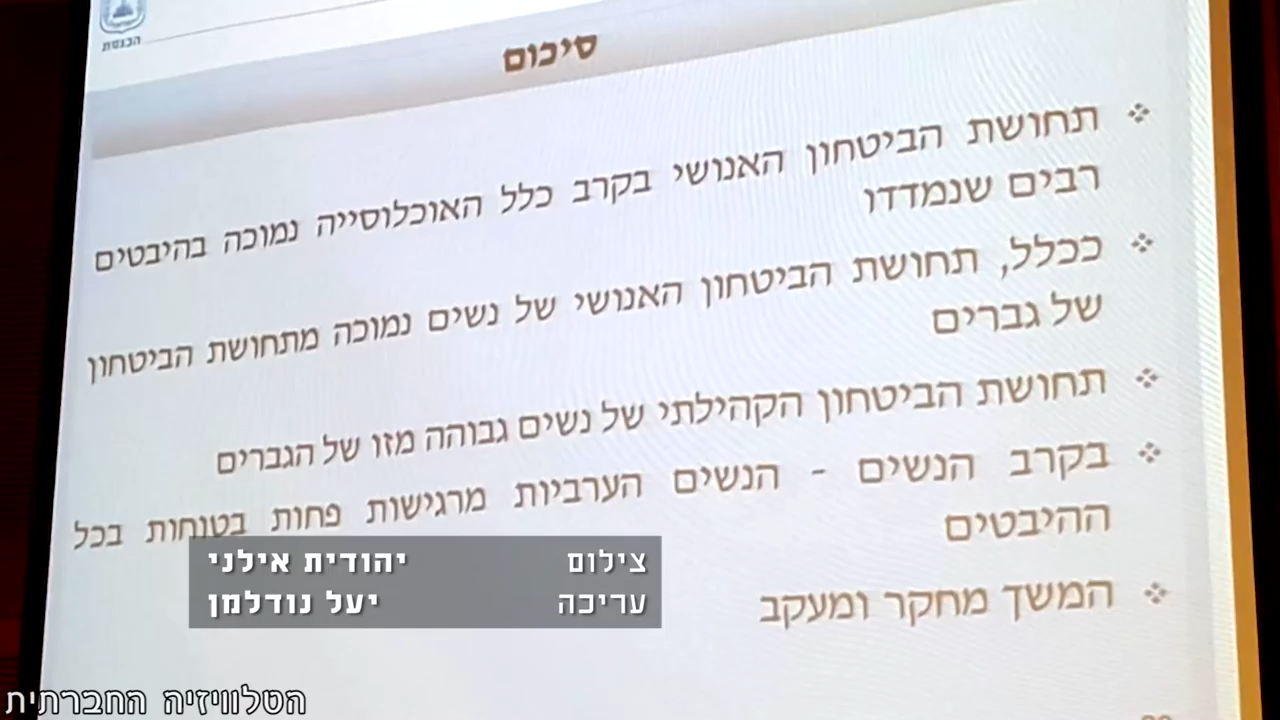 הכנסת
סיכום
תחושת הביטחון האנושי בקרב כלל האוכלוסייה נמוכה בהיבטים
רבים שנמדדו
ככלל, תחושת הביטחון האנושי של נשים נמוכה מתחושת הביטחון
של גברים
תחושת הביטחון הקהילתי של נשים גבוהה מזו של הגברים
בקרב הנשים - הנשים הערביות מרגישות פחות בטוחות בכל
ההיבטים
המשך מחקר ומעקב
צילום יהודית אילני
עריכה יעל נודלמן
הטלוויזיה החברתית